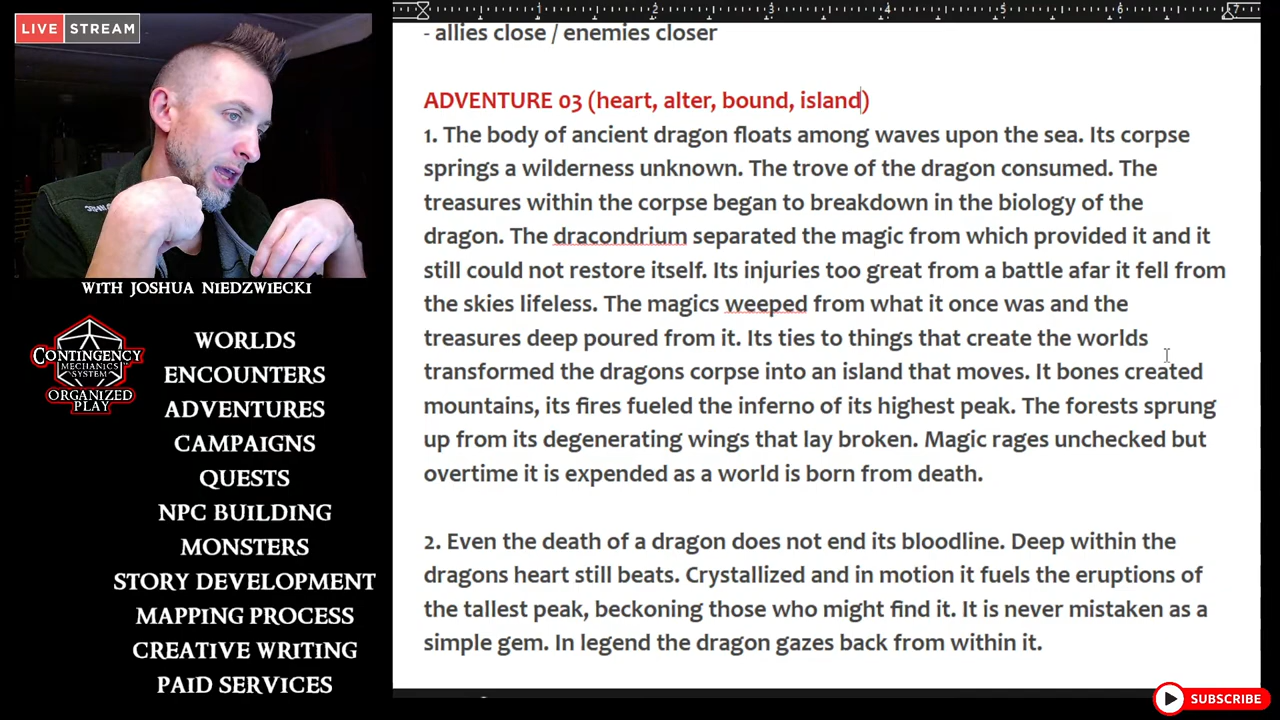 LIVE STREAM
WITH JOSHUA NIEDZWIECKI
CONTINGENCY
MECHANICS
SYSTEM
ORGANIZED
PLAY
WORLDS
ENCOUNTERS
ADVENTURES
CAMPAIGNS
QUESTS
NPC BUILDING
MONSTERS
STORY DEVELOPMENT
MAPPING PROCESS
CREATIVE WRITING
PAID SERVICES
1 2 3 4 5 6 7
- allies close / enemies closer
ADVENTURE 03 (heart, alter, bound, island)
1. The body of ancient dragon floats among waves upon the sea. Its corpse
springs a wilderness unknown. The trove of the dragon consumed. The
treasures within the corpse began to breakdown in the biology of the
dragon. The dracondrium separated the magic from which provided it and it
still could not restore itself. Its injuries too great from a battle afar it fell from
the skies lifeless. The magics weeped from what it once was and the
treasures deep poured from it. Its ties to things that create the worlds
transformed the dragons corpse into an island that moves. It bones created
mountains, its fires fueled the inferno of its highest peak. The forests sprung
up from its degenerating wings that lay broken. Magic rages unchecked but
overtime it is expended as a world is born from death.
2. Even the death of a dragon does not end its bloodline. Deep within the
dragons heart still beats. Crystallized and in motion it fuels the eruptions of
the tallest peak, beckoning those who might find it. It is never mistaken as a
simple gem. In legend the dragon gazes back from within it.
SUBSCRIBE